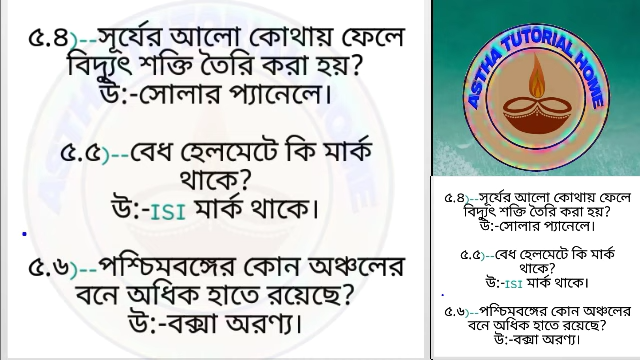 ৫.৪)--সূর্যের আলো কোথায় ফেলে
বিদ্যুৎ শক্তি তৈরি করা হয়?
উ:-সোলার প্যানেলে।
৫.৫)--বেধ হেলমেটে কি মার্ক
থাকে?
উ:-ISI মার্ক থাকে।
৫.৬)--পশ্চিমবঙ্গের কোন অঞ্চলের
বনে অধিক হাতে রয়েছে?
উ:-বক্সা অরণ্য।
ASTHA TUTORIAL HOME
৫.৪)--সূর্যের আলো কোথায় ফেলে
বিদ্যুৎ শক্তি তৈরি করা হয়?
উ:-সোলার প্যানেলে।
৫.৫)--বেধ হেলমেটে কি মার্ক
থাকে?
উ:-ISI মার্ক থাকে।
৫.৬)--পশ্চিমবঙ্গের কোন অঞ্চলের
বনে অধিক হাতে রয়েছে?
উ:-বক্সা অরণ্য।